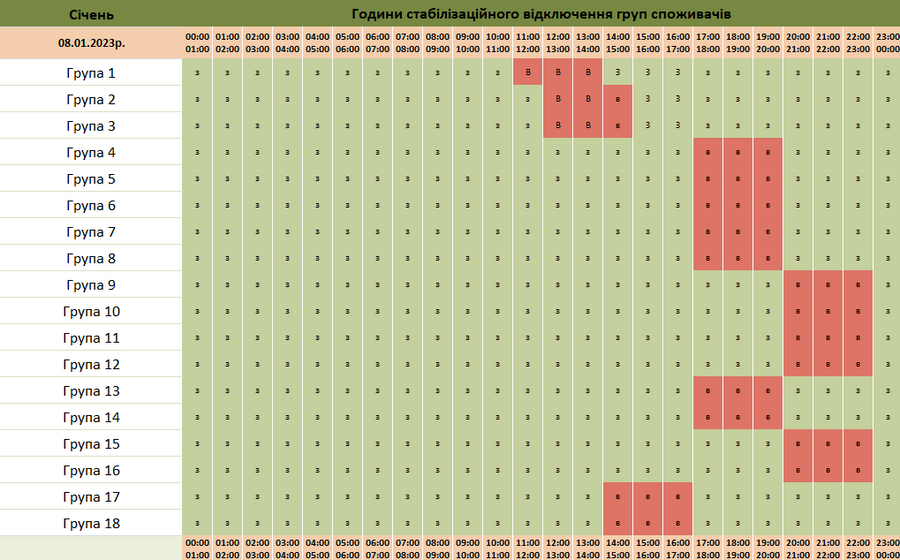 Січень Години стабілізаційного відключення груп споживачів
08.01.2023р. 00:00 01:00 02:00 03:00 04:00 05:00 06:00 07:00 08:00 09:00 10:00 11:00 12:00 13:00 14:00 15:00 16:00 17:00 18:00 19:00 20:00 21:00 22:00 23:00
01:00 02:00 03:00 04:00 05:00 06:00 07:00 08:00 09:00 10:00 11:00 12:00 13:00 14:00 15:00 16:00 17:00 18:00 19:00 20:00 21:00 22:00 23:00 00:00
Група 1 з з з з з з з з з з з В В В З З З з з з з з з з
Група 2 з з з з з з з з з з з з В В в З З з з з з з з з
Група 3 з з з з з з з з з з з з В В в З З з з з з з з з
Група 4 з з з з з з з з з з з з з з з з з в в в з з з з
Група 5 з з з з з з з з з з з з з з з з з в в в з з з з
Група 6 з з з з з з з з з з з з з з з з з в в в з з з з
Група 7 з з з з з з з з з з з з з з з з з в в в з з з з
Група 8 з з з з з з з з з з з з з з з з з в в в з з з з
Група 9 з з з з з з з з з з з з з з з з з з з з в в в з
Група 10 з з з з з з з з з з з з з з з з з з з з в в в з
Група 11 з з з з з з з з з з з з з з з з з з з з в в в з
Група 12 з з з з з з з з з з з з з з з з з з з з в в в з
Група 13 з з з з з з з з з з з з з з з з з в в в з з з з
Група 14 з з з з з з з з з з з з з з з з з в в в з з з з
Група 15 з з з з з з з з з з з з з з з з з з з з в в в з
Група 16 з з з з з з з з з з з з з з з з з з з з в в в з
Група 17 з з з з з з з з з з з з з з в в в з з з з з з з
Група 18 з з з з з з з з з з з з з з в в в з з з з з з з
00:00 01:00 02:00 03:00 04:00 05:00 06:00 07:00 08:00 09:00 10:00 11:00 12:00 13:00 14:00 15:00 16:00 17:00 18:00 19:00 20:00 21:00 22:00 23:00
01:00 02:00 03:00 04:00 05:00 06:00 07:00 08:00 09:00 10:00 11:00 12:00 13:00 14:00 15:00 16:00 17:00 18:00 19:00 20:00 21:00 22:00 23:00 00:00